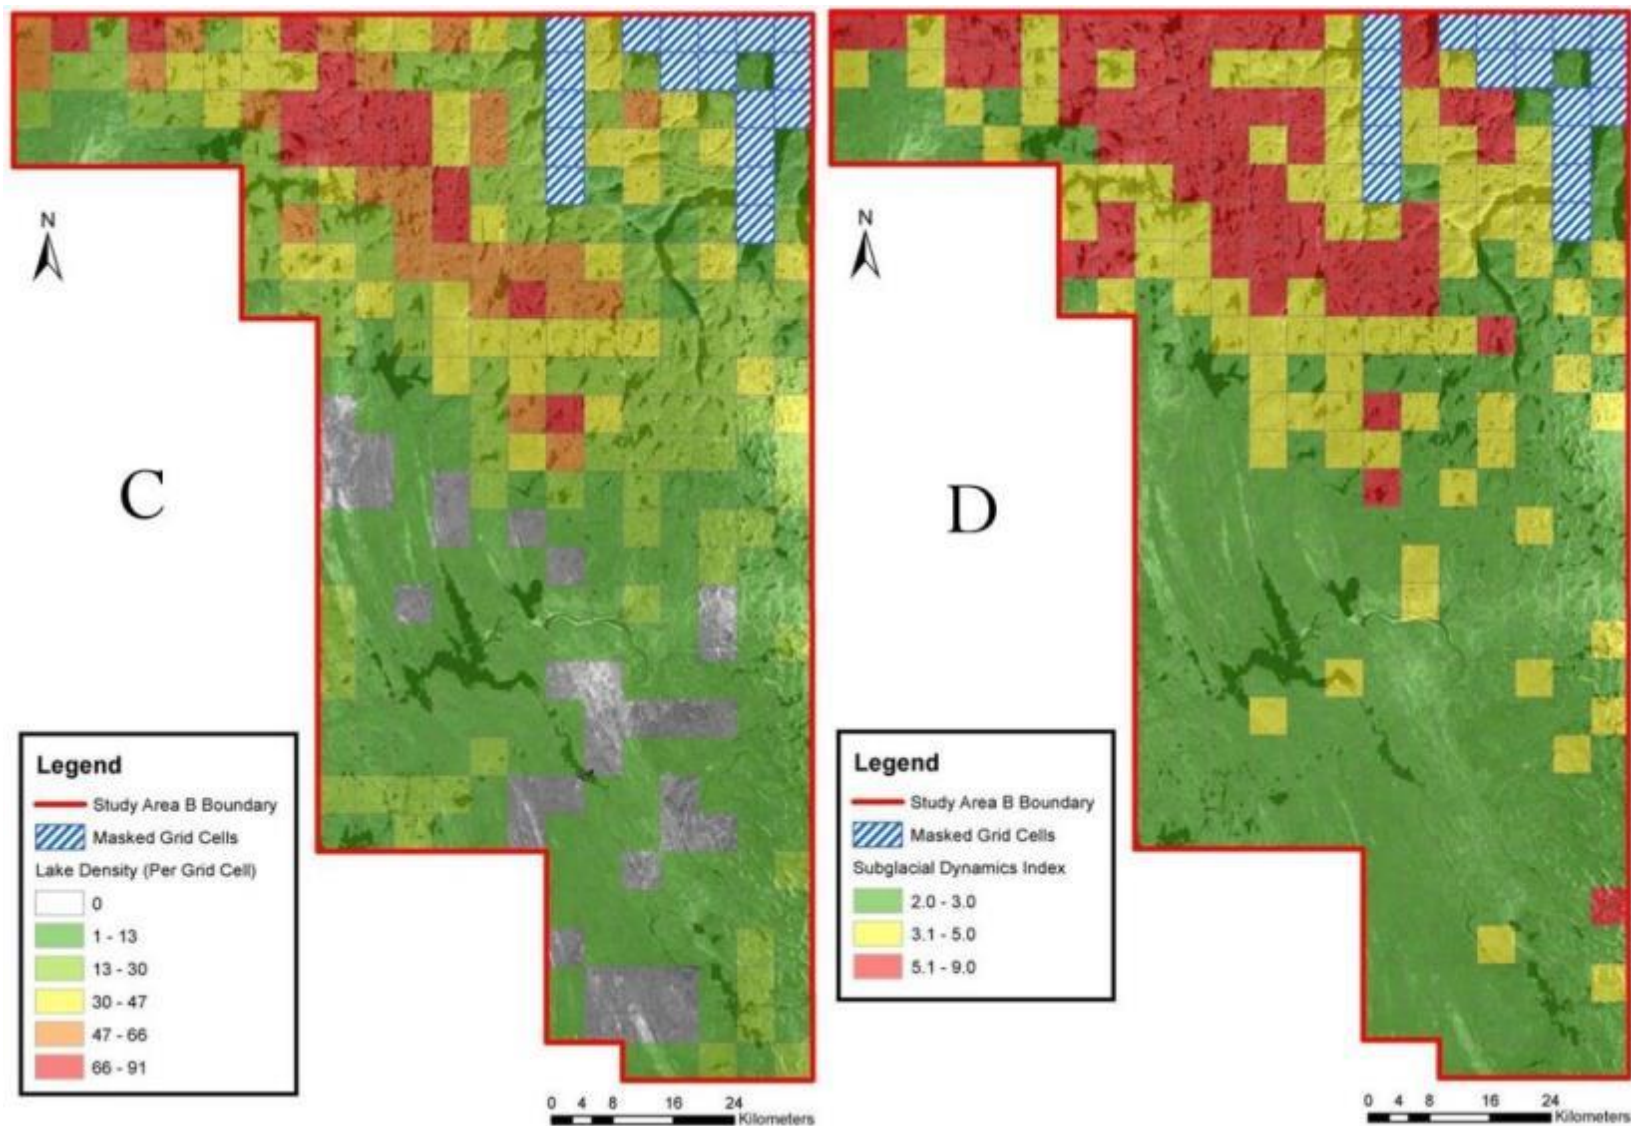 N
C
Legend
Study Area B Boundary
Masked Grid Cells
Lake Density (Per Grid Cell)
0
1 - 13
13 - 30
30 - 47
47 - 66
66 - 91
0 4 8 16 24
Kilometers
N
D
Legend
Study Area B Boundary
Masked Grid Cells
Subglacial Dynamics Index
2.0 - 3.0
3.1 - 5.0
5.1 - 9.0
0 4 8 16 24
Kilometers